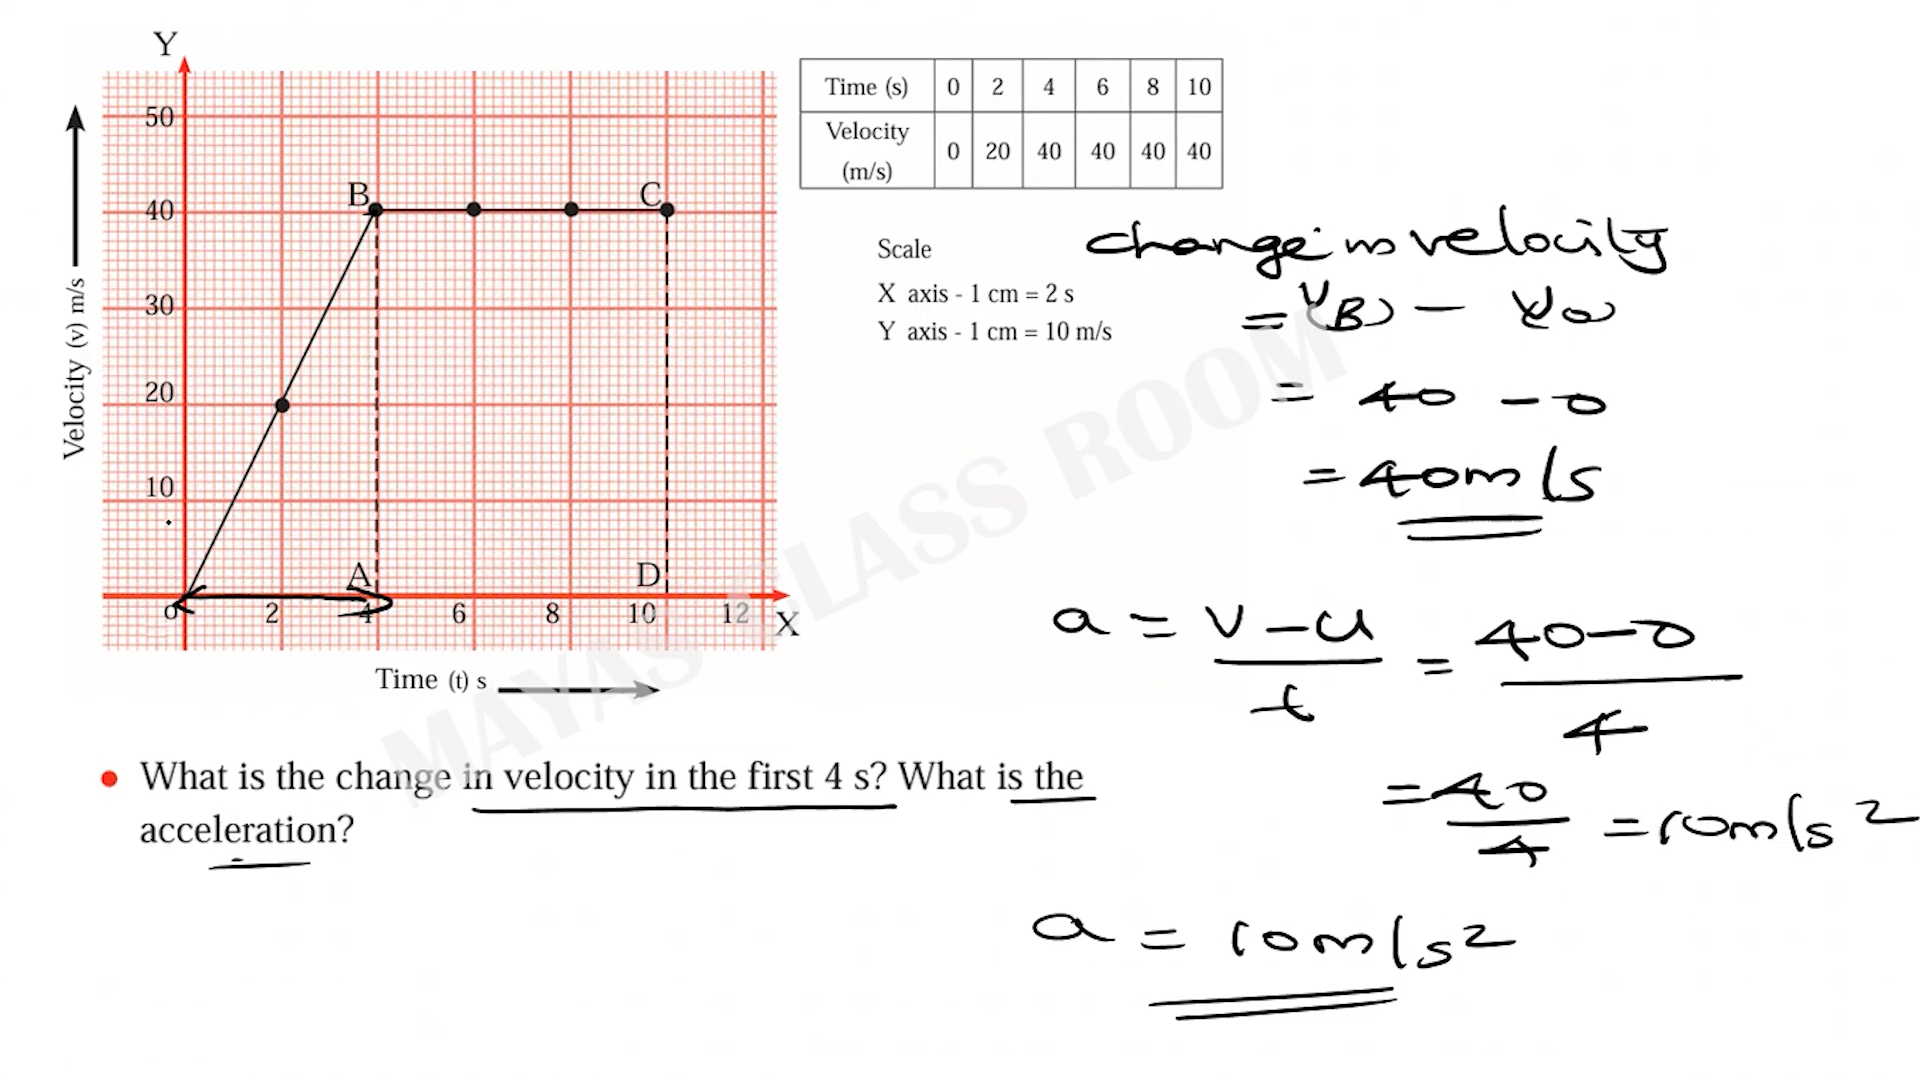 Y
50
40
30
20
10
0
2
4
6
8
10
12
X
B
C
A
D
Velocity (v) m/s
Time (t) s
Time (s) 0 2 4 6 8 10
Velocity (m/s) 0 20 40 40 40 40
Scale
X axis - 1 cm = 2 s
Y axis - 1 cm = 10 m/s
change in velocity
= V(B) -
= 40 - 0
= 40m/s
a = v-u/t = 40-0/4
= 40/4 = 10m/s²
a = 10m/s²
• What is the change in velocity in the first 4 s? What is the
acceleration?
MAYAS CLASS ROOM